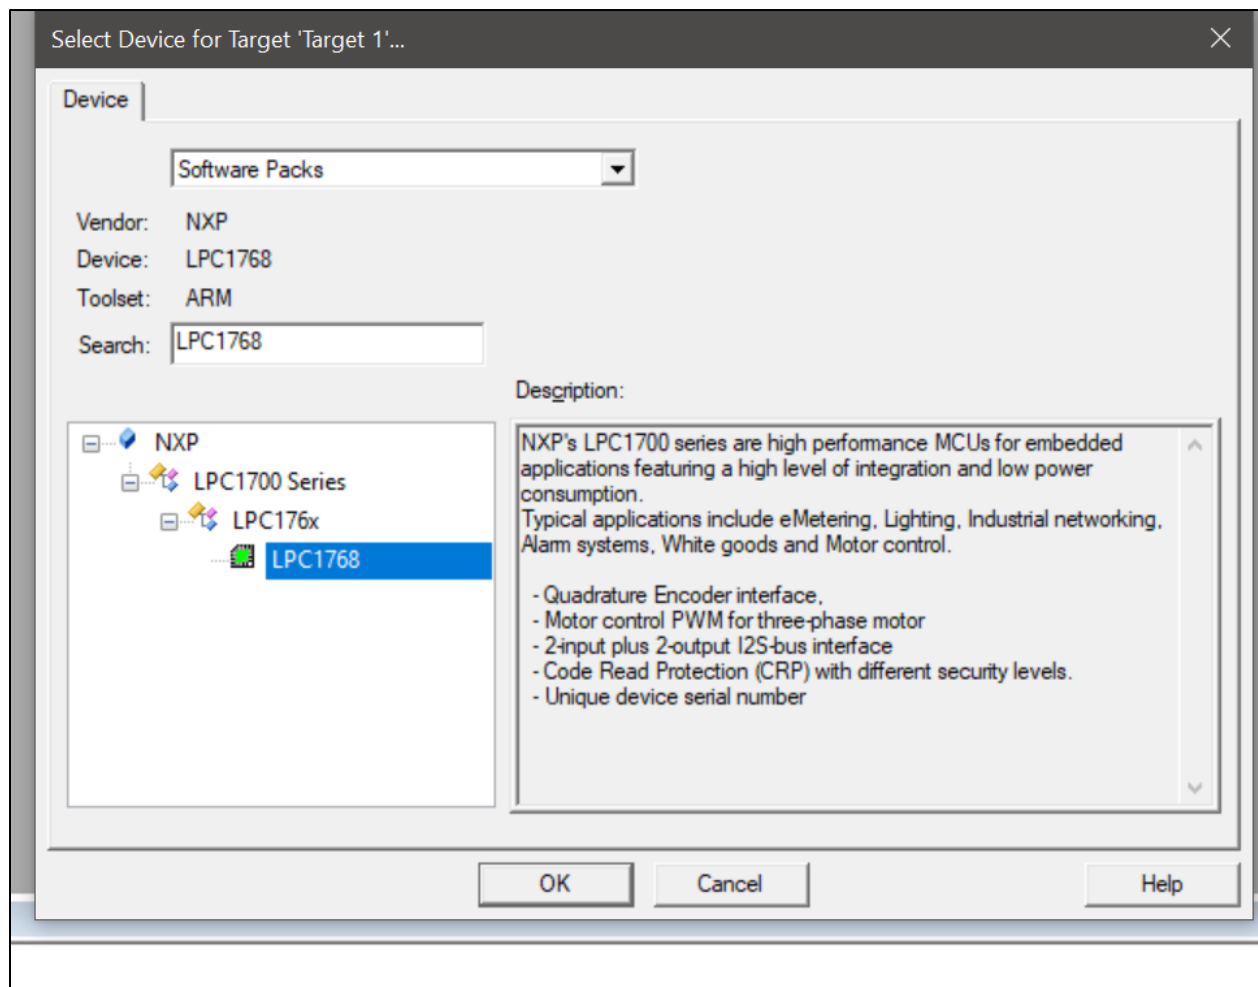 Select Device for Target 'Target 1'...
Device
Software Packs
Vendor: NXP
Device: LPC1768
Toolset: ARM
Search: LPC1768
Description:
NXP
LPC1700 Series
LPC176x
LPC1768
NXP's LPC1700 series are high performance MCUs for embedded
applications featuring a high level of integration and low power
consumption.
Typical applications include eMetering, Lighting, Industrial networking,
Alarm systems, White goods and Motor control.
- Quadrature Encoder interface,
- Motor control PWM for three-phase motor
- 2-input plus 2-output I2S-bus interface
- Code Read Protection (CRP) with different security levels.
- Unique device serial number
OK Cancel Help